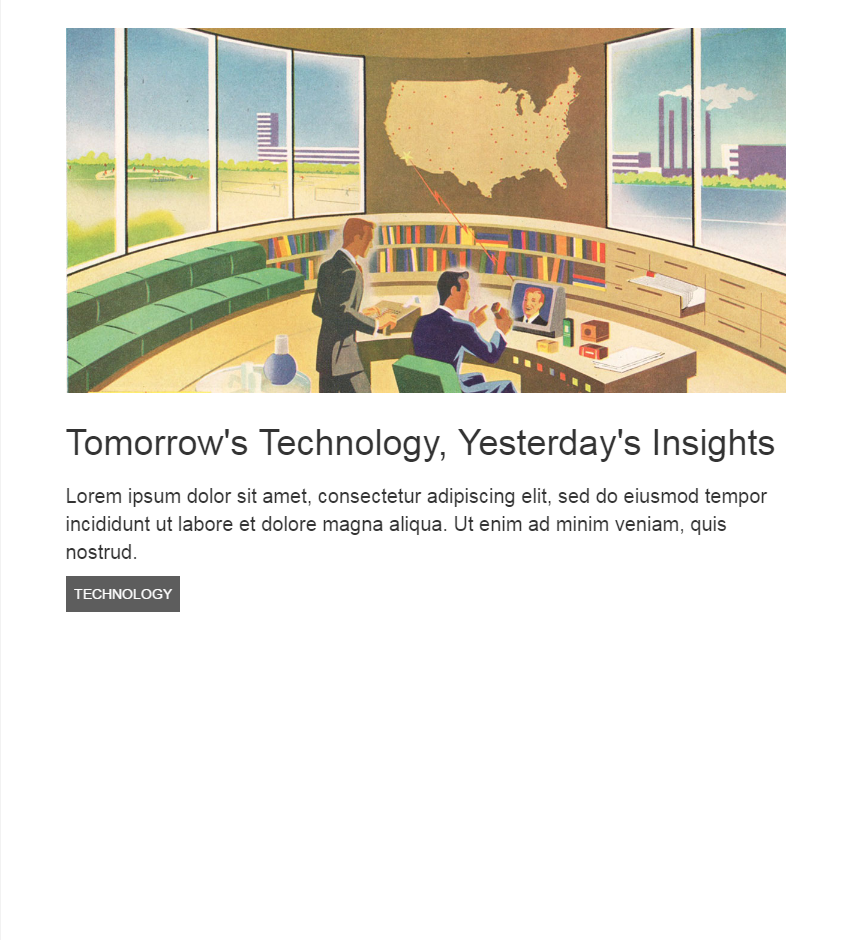 Tomorrow's Technology, Yesterday's Insights
Lorem ipsum dolor sit amet, consectetur adipiscing elit, sed do eiusmod tempor
incididunt ut labore et dolore magna aliqua. Ut enim ad minim veniam, quis
nostrud.
TECHNOLOGY